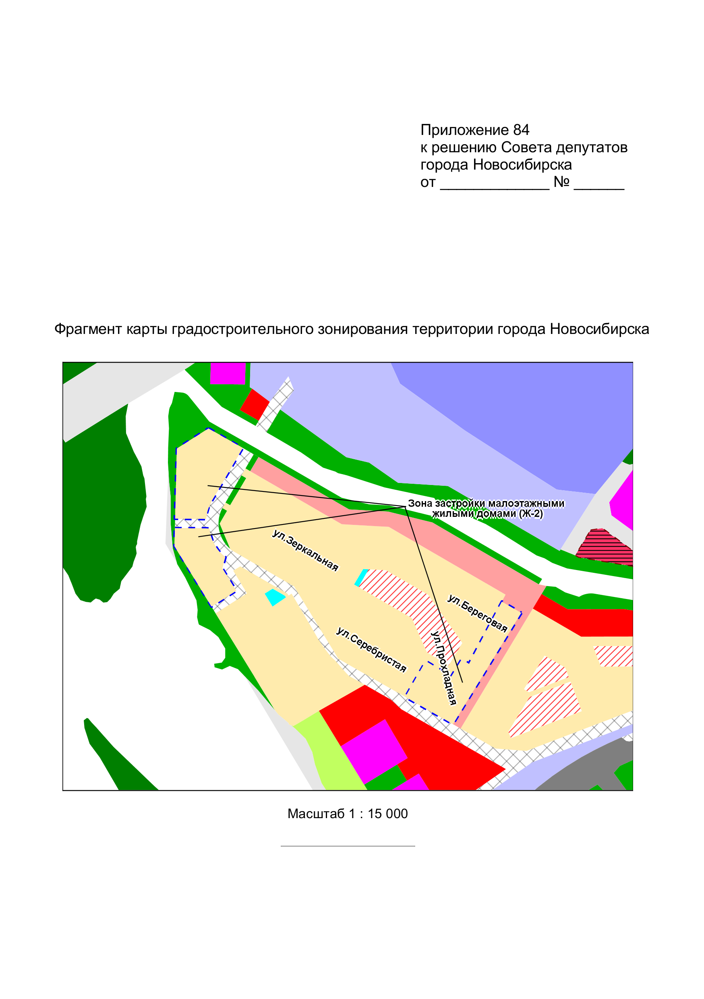 Приложение 84
к решению Совета депутатов
города Новосибирска
от _____________ № ______
Фрагмент карты градостроительного зонирования территории города Новосибирска
Зона застройки малоэтажными
жилыми домами (Ж-2)
ул.Зеркальная
ул.Береговая
ул.Серебристая
ул.Прохладная
Масштаб 1 : 15 000